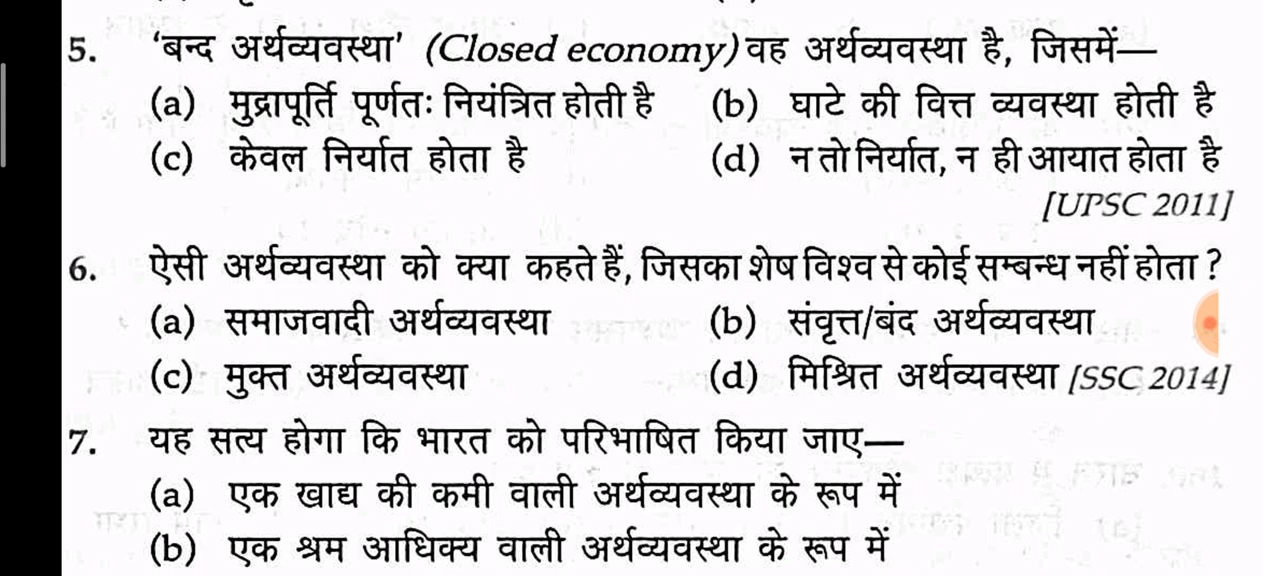 5. 'बन्द अर्थव्यवस्था' (Closed economy) वह अर्थव्यवस्था है, जिसमें—
(a) मुद्रापूर्ति पूर्णतः नियंत्रित होती है (b) घाटे की वित्त व्यवस्था होती है
(c) केवल निर्यात होता है (d) न तो निर्यात, न ही आयात होता है
[UPSC 2011]
6. ऐसी अर्थव्यवस्था को क्या कहते हैं, जिसका शेष विश्व से कोई सम्बन्ध नहीं होता ?
(a) समाजवादी अर्थव्यवस्था (b) संवृत्त/बंद अर्थव्यवस्था
(c) मुक्त अर्थव्यवस्था (d) मिश्रित अर्थव्यवस्था [SSC 2014]
7. यह सत्य होगा कि भारत को परिभाषित किया जाए—
(a) एक खाद्य की कमी वाली अर्थव्यवस्था के रूप में
(b) एक श्रम आधिक्य वाली अर्थव्यवस्था के रूप में